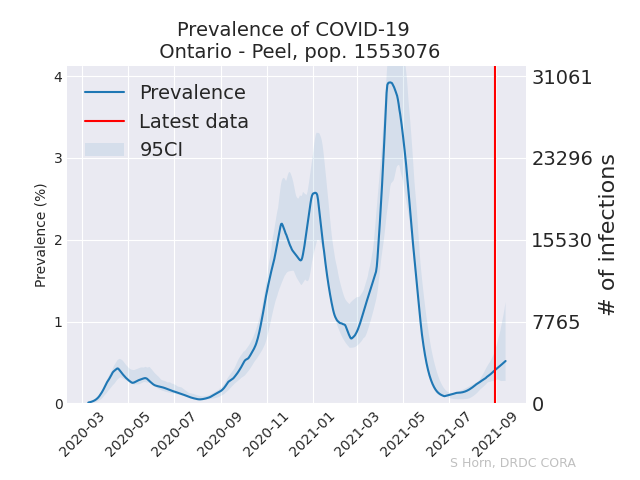 Prevalence of COVID-19
Ontario - Peel, pop. 1553076
Prevalence
Latest data
95CI
Prevalence (%)
4
3
2
1
0
31061
23296
15530
7765
0
# of infections
2020-03
2020-05
2020-07
2020-09
2020-11
2021-01
2021-03
2021-05
2021-07
2021-09
S Horn, DRDC CORA